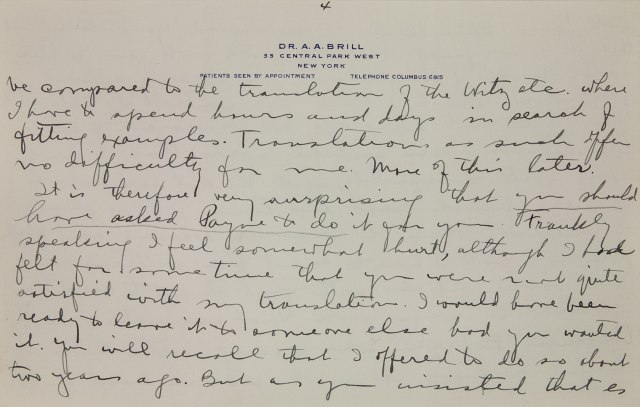 4
DR. A. A. BRILL
55 CENTRAL PARK WEST
NEW YORK
PATIENTS SEEN BY APPOINTMENT TELEPHONE COLUMBUS 6915
be compared to the translation of the Witz etc. where
I have to spend hours and days in search of
fitting examples. Translations as such offer
no difficulty for me. More of this later.
It is therefore very surprising that you should
have asked Payne to do it for you. Frankly
speaking I feel somewhat hurt, although I had
felt for some time that you were not quite
satisfied with my translation. I would have been
ready to leave it to someone else had you wanted
it. You will recall that I offered to do so about
two years ago. But as you insisted that es